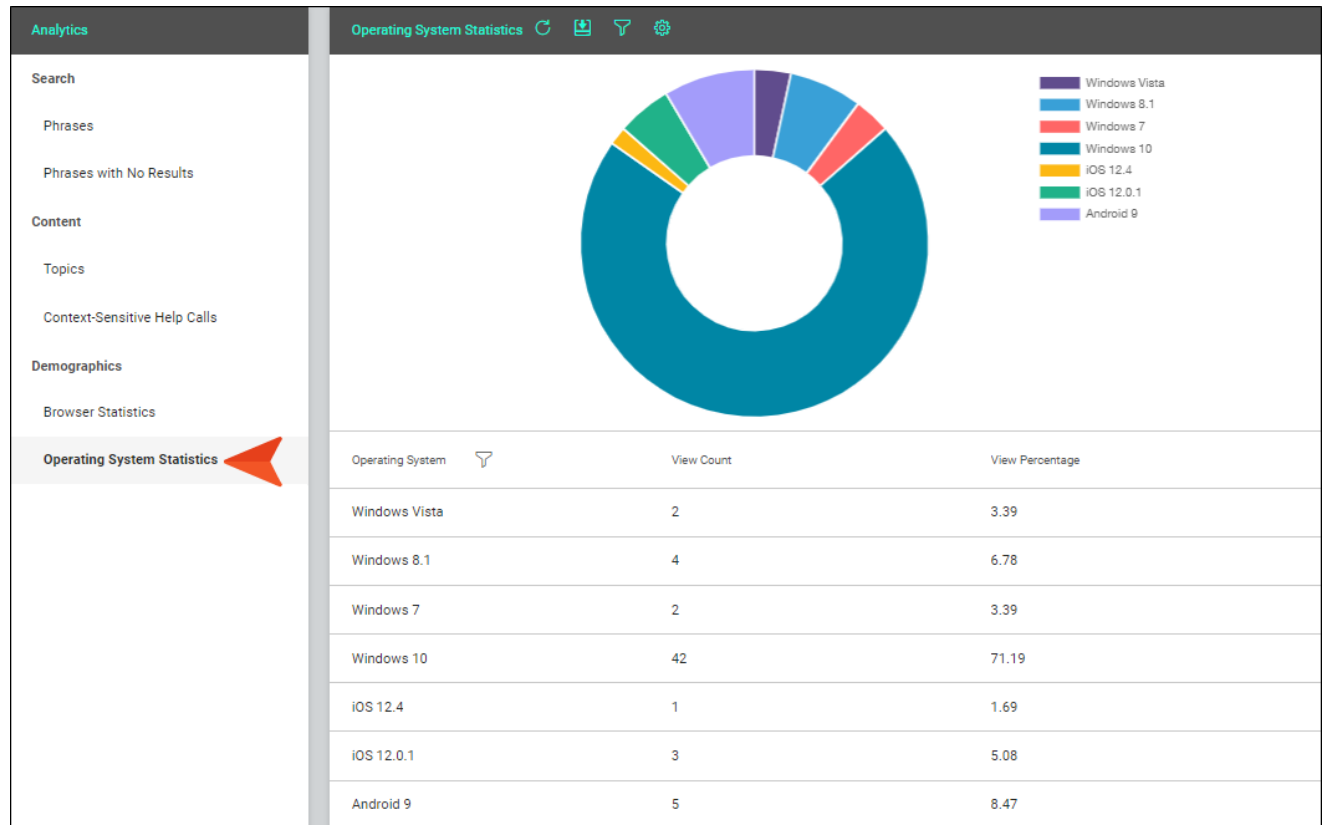 Analytics
Search
Phrases
Phrases with No Results
Content
Topics
Context-Sensitive Help Calls
Demographics
Browser Statistics
Operating System Statistics
Operating System Statistics
Windows Vista
Windows 8.1
Windows 7
Windows 10
iOS 12.4
iOS 12.0.1
Android 9
Operating System View Count View Percentage
Windows Vista 2 3.39
Windows 8.1 4 6.78
Windows 7 2 3.39
Windows 10 42 71.19
iOS 12.4 1 1.69
iOS 12.0.1 3 5.08
Android 9 5 8.47